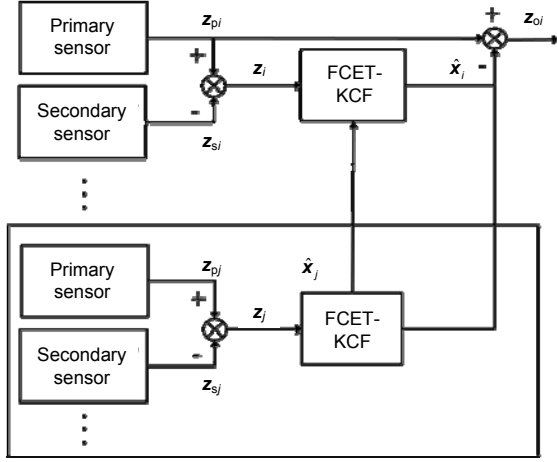 Primary
sensor
z_pi
+
z_oi
+
-
z_i
FCET-
KCF
x̂_i
Secondary
sensor
-
z_si
Primary
sensor
z_pj
+
x̂_j
z_j
FCET-
KCF
Secondary
sensor
-
z_sj